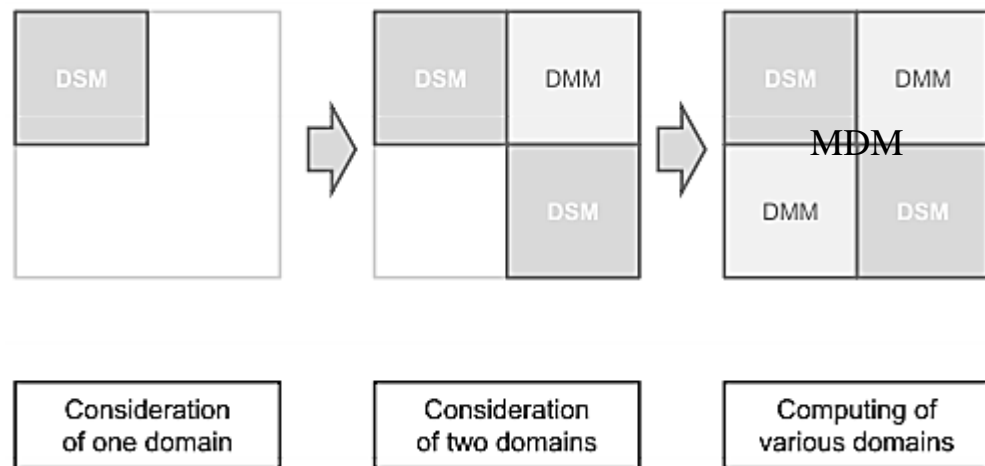 DSM
DSM DMM
DSM
DSM DMM
MDM
DMM DSM
Consideration
of one domain
Consideration
of two domains
Computing of
various domains